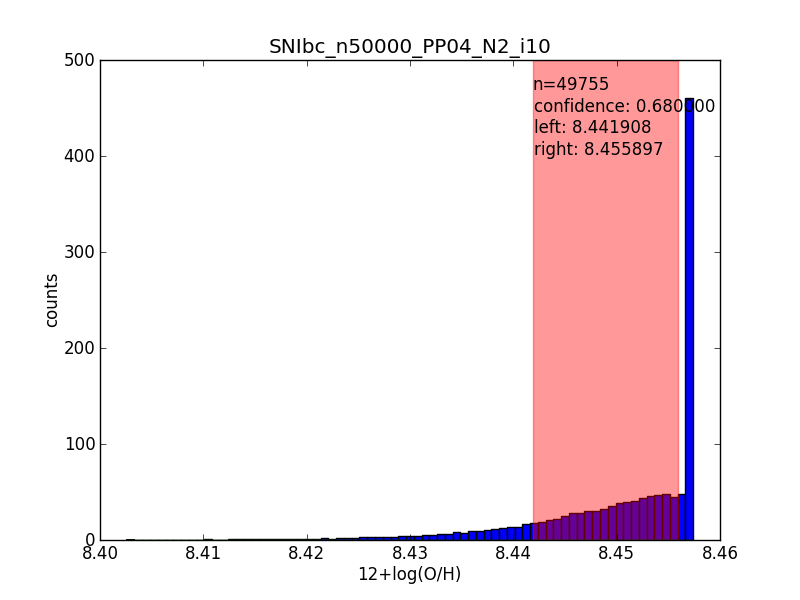 SNIbc_n50000_PP04_N2_i10
500
n=49755
confidence: 0.680000
left: 8.441908
right: 8.455897
400
300
counts
200
100
0
8.40 8.41 8.42 8.43 8.44 8.45 8.46
12+log(O/H)